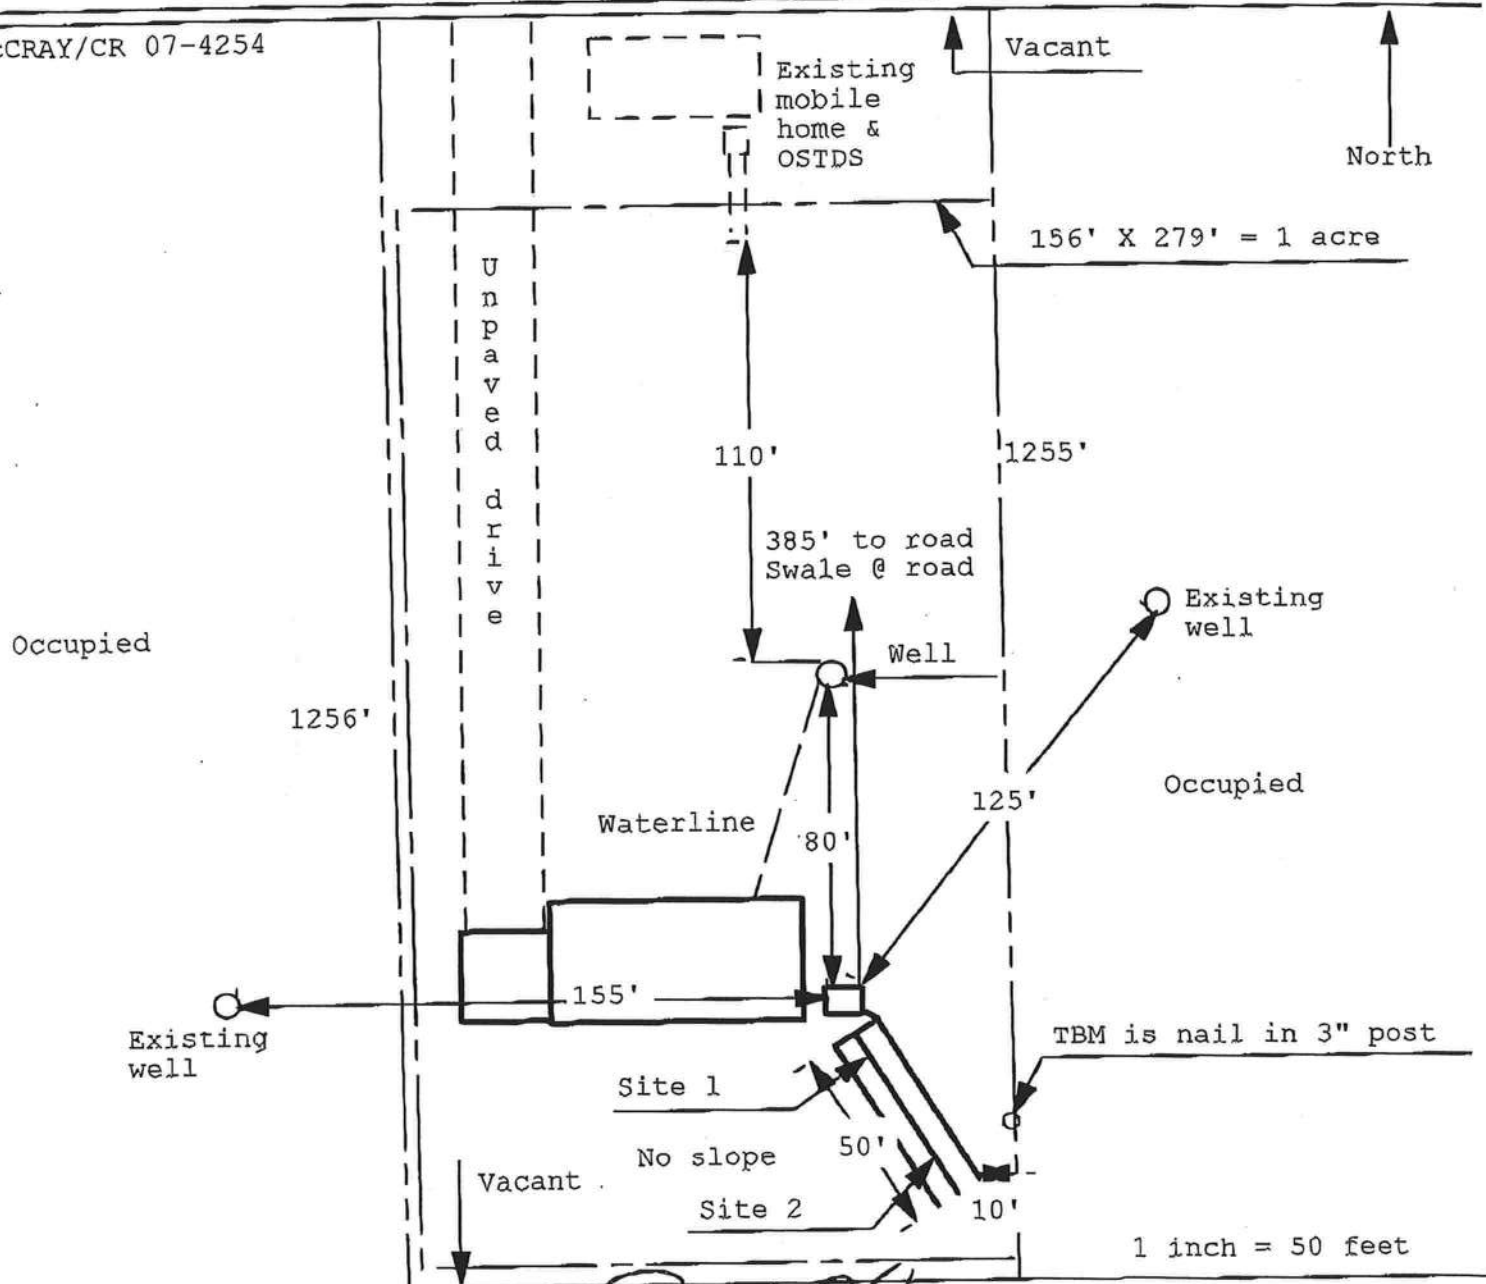 CRAY/CR 07-4254
Vacant
Existing
mobile
home &
OSTDS
North
156' X 279' = 1 acre
Unpaved drive
110'
1255'
385' to road
Swale @ road
Existing
well
Occupied
Well
1256'
Waterline
80'
125'
Occupied
155'
Existing
well
TBM is nail in 3" post
Site 1
50'
No slope
Vacant
Site 2
10'
1 inch = 50 feet